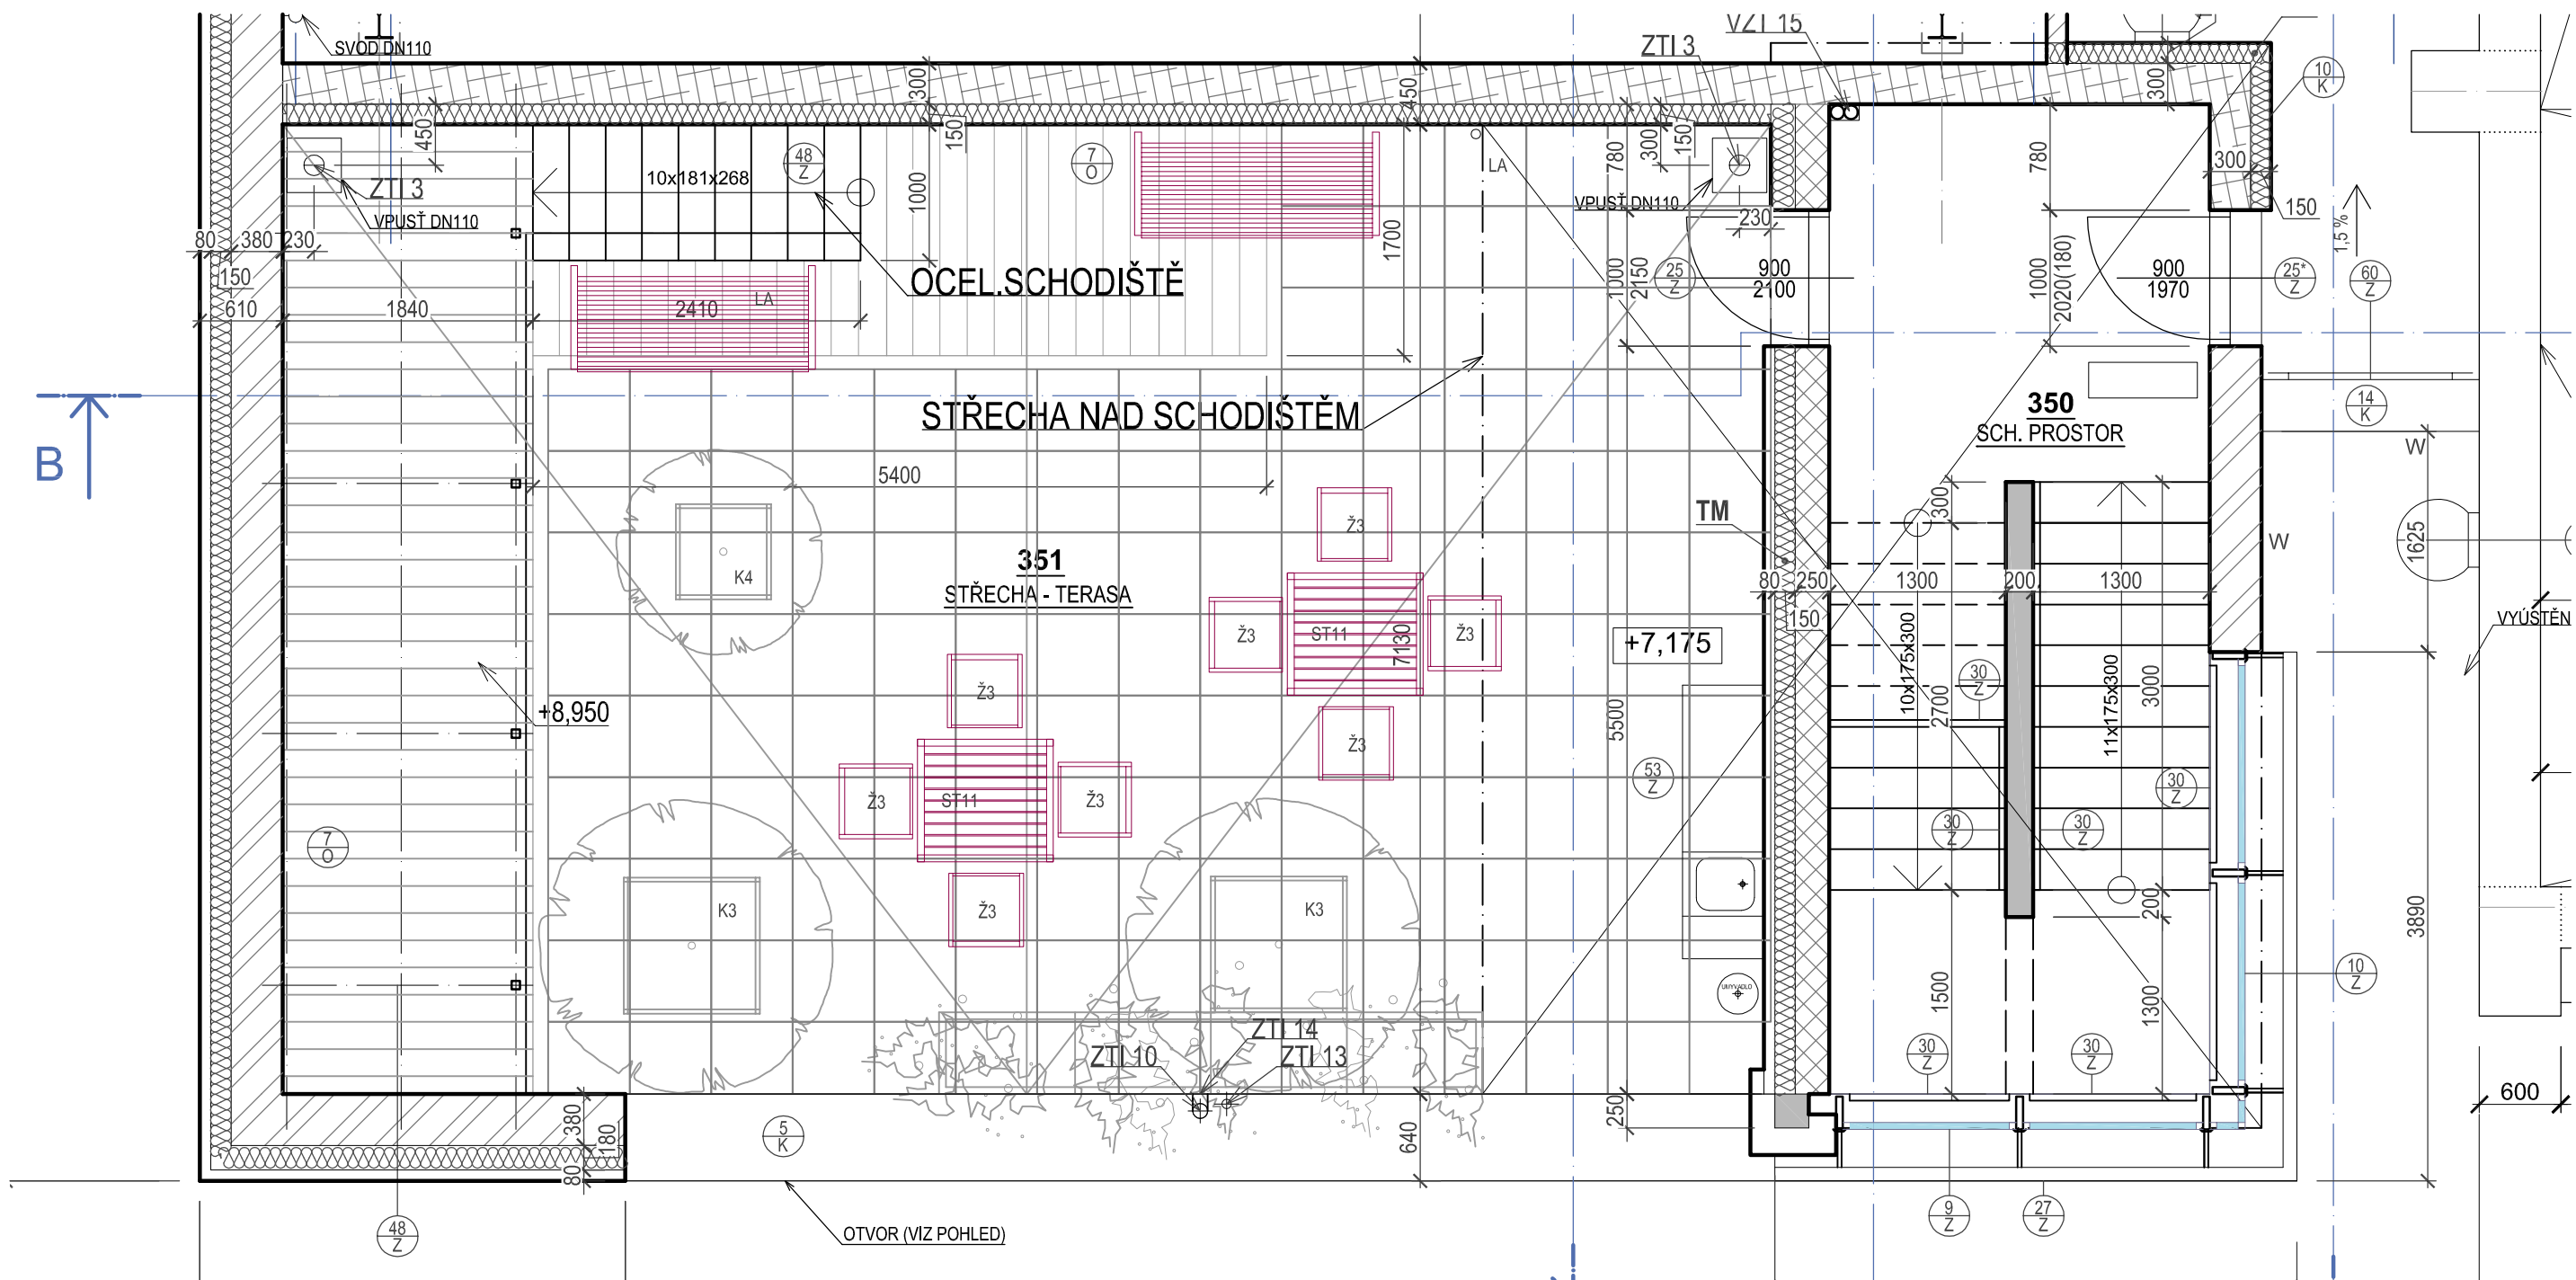 SVOD DN110
VZT 15
ZTI 3
10
K
300
450
300
150
450
300
150
780
780
300
150
48
Z
7
O
10x181x268
1000
LA
ZTI 3
VPUSŤ DN110
VPUSŤ DN110
230
1700
1,5 %
80
380
230
150
610
1840
2410
LA
OCEL.SCHODIŠTĚ
1000
2150
25
Z
900
2100
1000
2020(180)
900
1970
25*
Z
60
Z
B
STŘECHA NAD SCHODIŠTĚM
350
SCH. PROSTOR
14
K
W
5400
TM
300
Ž3
W
1625
351
STŘECHA - TERASA
K4
80
250
150
1300
200
1300
Ž3
ST11
7130
Ž3
+7,175
VYÚSTĚN
10x175x300
2700
30
Z
11x175x300
3000
+8,950
Ž3
Ž3
5500
53
Z
30
Z
Ž3
ST11
Ž3
30
Z
30
Z
7
O
K3
Ž3
K3
200
3890
UMYVADLO
1500
1300
10
Z
ZTI 14
ZTI 10
ZTI 13
30
Z
30
Z
600
380
180
80
5
K
640
250
48
Z
OTVOR (VIZ POHLED)
9
Z
27
Z